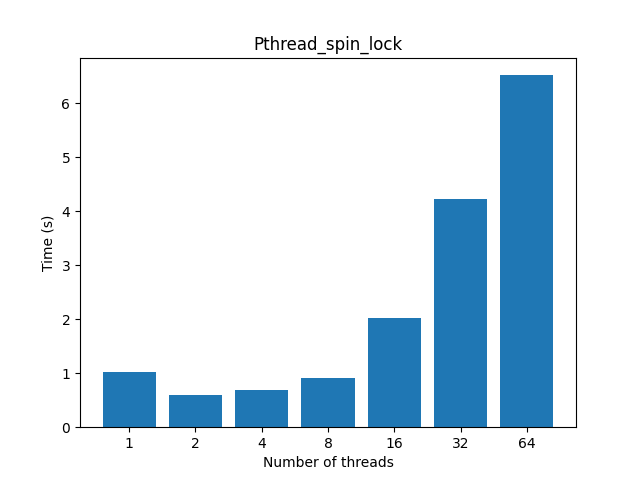 Pthread_spin_lock
6
5
4
3
2
1
0
Time (s)
1 2 4 8 16 32 64
Number of threads